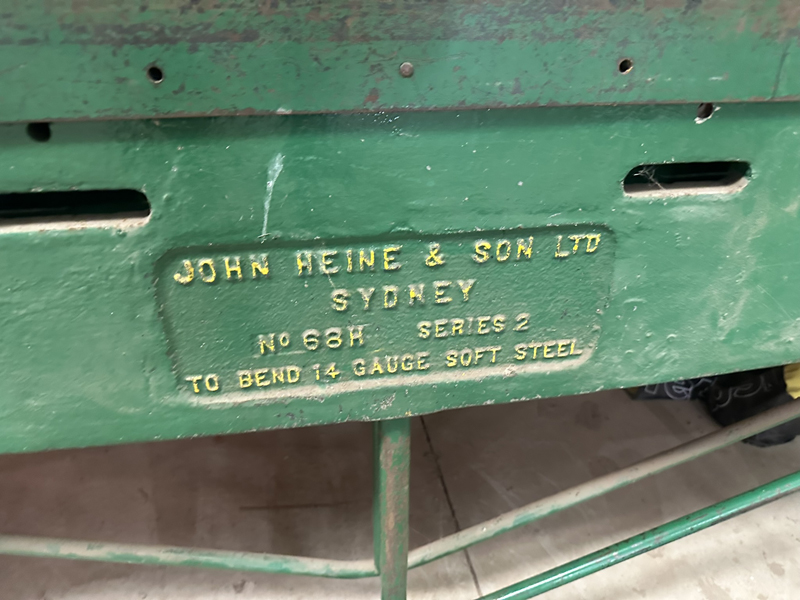 JOHN HEINE & SON LTD
SYDNEY
No 68H SERIES 2
TO BEND 14 GAUGE SOFT STEEL